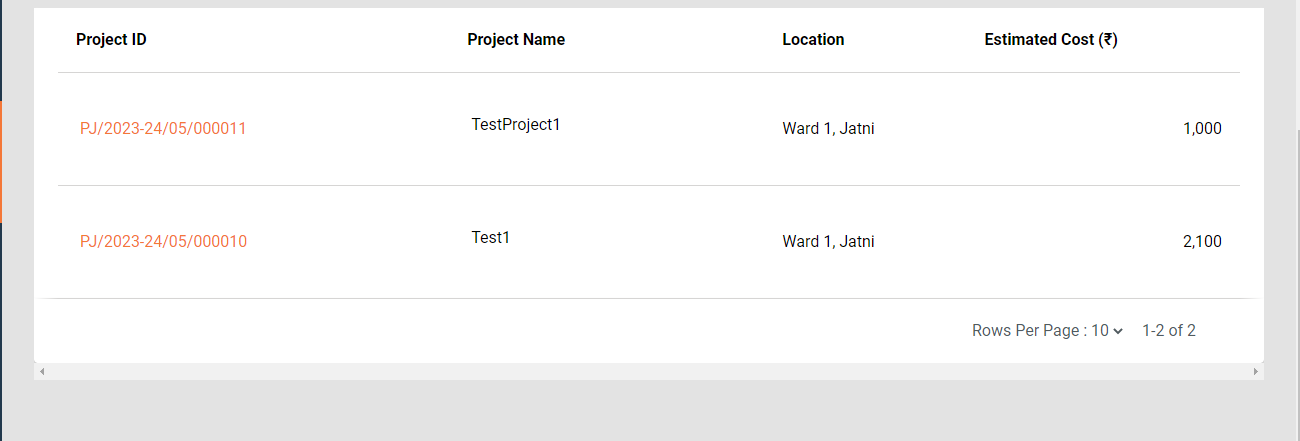 Project ID Project Name Location Estimated Cost (₹)
PJ/2023-24/05/000011 TestProject1 Ward 1, Jatni 1,000
PJ/2023-24/05/000010 Test1 Ward 1, Jatni 2,100
Rows Per Page : 10 1-2 of 2